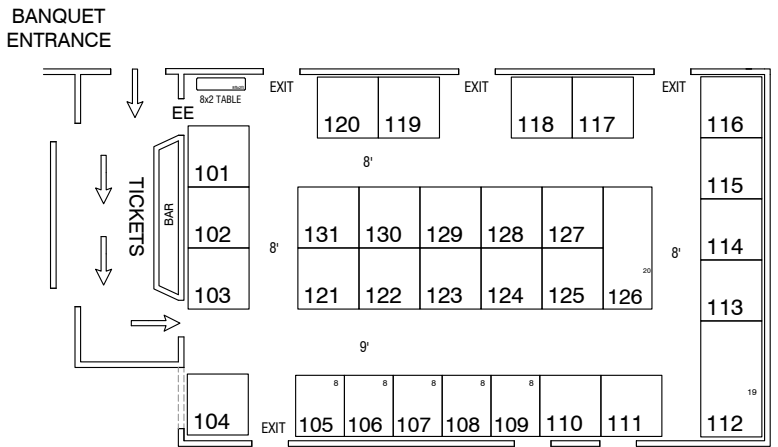 BANQUET
ENTRANCE
EE
8x2 TABLE
EXIT
EXIT
EXIT
120 119 118 117 116
101
8'
115
TICKETS
BAR
102
131 130 129 128 127
8'
8'
114
20
103
121 122 123 124 125 126
113
9'
8 8 8 8 8
19
104
EXIT
105 106 107 108 109 110 111
112